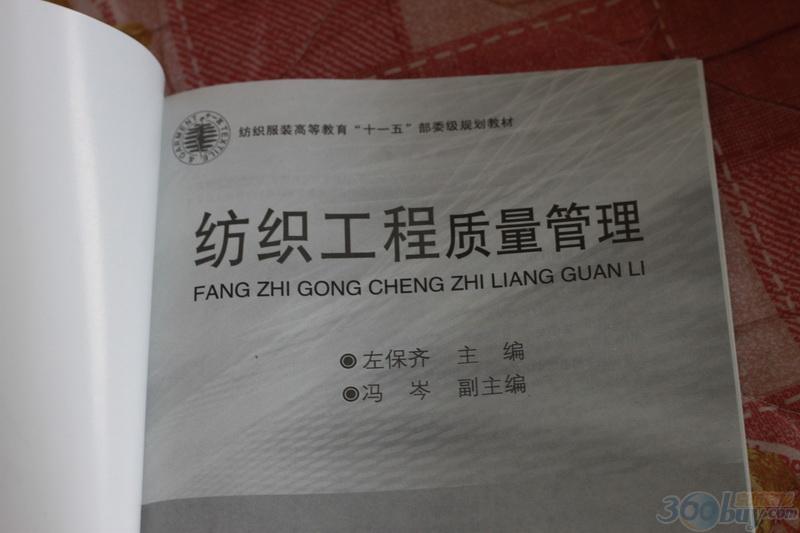 纺织服装高等教育“十一五”部委级规划教材
GARMENT & TEXTILE
纺织工程质量管理
FANG ZHI GONG CHENG ZHI LIANG GUAN LI
左保齐 主 编
冯 岑 副主编
360buy.com